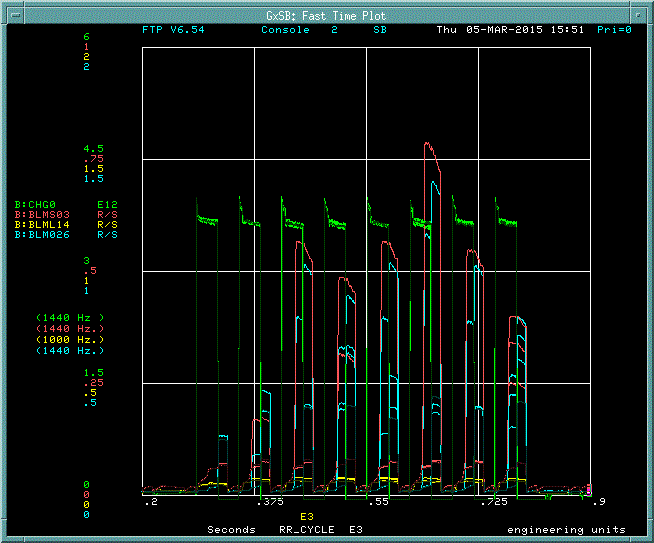 GxSB: Fast Time Plot
FTP V6.54 Console 2 SB Thu 05-MAR-2015 15:51 Pri=0
6
1
2
2
4.5
.75
1.5
1.5
B:CHG0 E12
B:BLMS03 R/S
B:BLML14 R/S
B:BLM026 R/S
3
.5
1
1
(1440 Hz )
(1440 Hz.)
(1000 Hz.)
(1440 Hz.)
1.5
.25
.5
.5
0
0
0
0
.2 .375 .55 .725 .9
E3
Seconds RR_CYCLE E3 engineering units